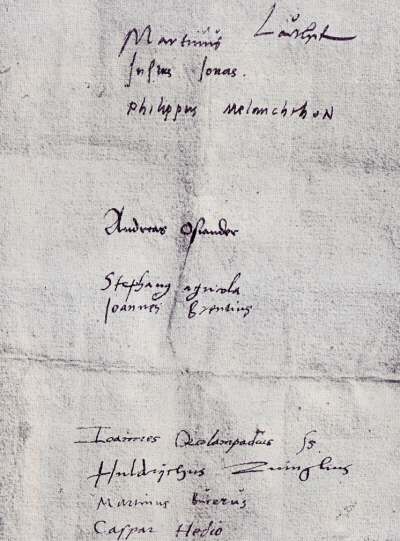 Martinus Luther
Justus Jonas.
Philippus Melanchthon
Andreas Osiander
Stephanus agricola
Joannes Brentius
Ioannes Oecolampadius ss
Huldrychus Zuinglius
Martinus bucerus
Caspar Hedio